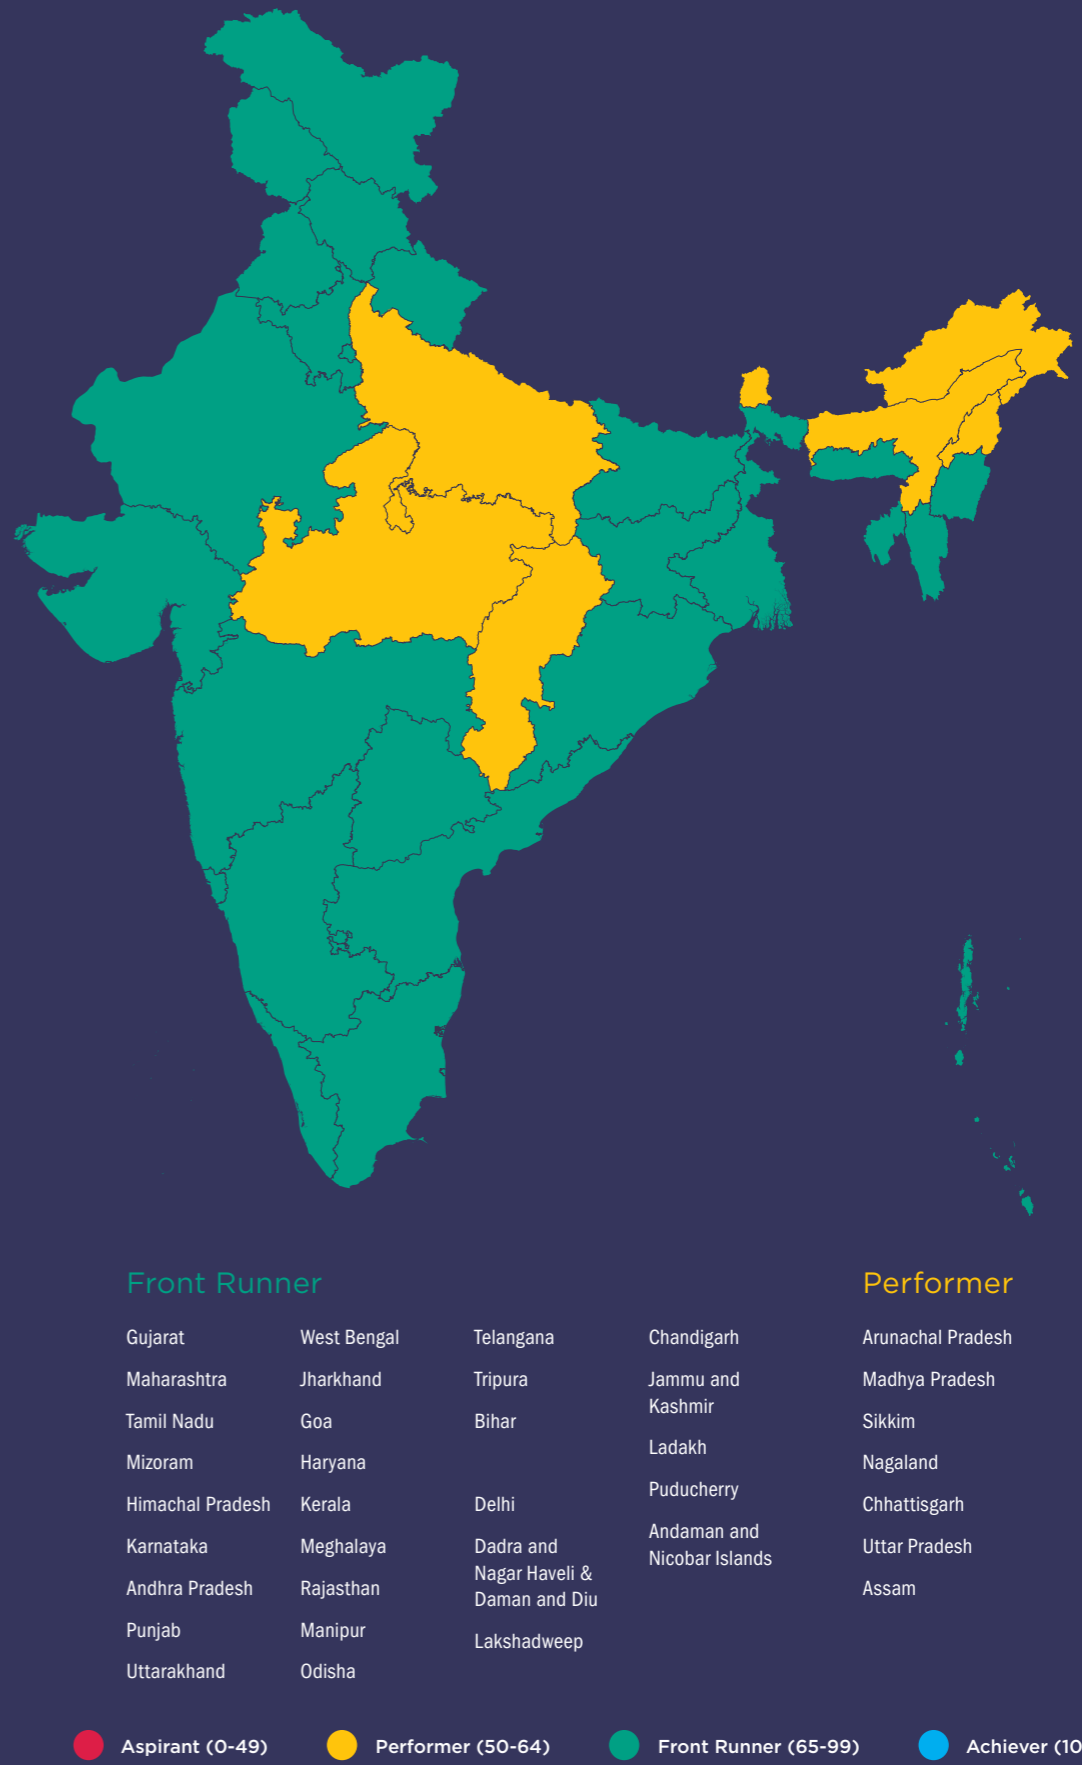 Front Runner
Gujarat
Maharashtra
Tamil Nadu
Mizoram
Himachal Pradesh
Karnataka
Andhra Pradesh
Punjab
Uttarakhand
West Bengal
Jharkhand
Goa
Haryana
Kerala
Meghalaya
Rajasthan
Manipur
Odisha
Telangana
Tripura
Bihar
Delhi
Dadra and
Nagar Haveli &
Daman and Diu
Lakshadweep
Chandigarh
Jammu and
Kashmir
Ladakh
Puducherry
Andaman and
Nicobar Islands
Performer
Arunachal Pradesh
Madhya Pradesh
Sikkim
Nagaland
Chhattisgarh
Uttar Pradesh
Assam
Aspirant (0-49)
Performer (50-64)
Front Runner (65-99)
Achiever (10